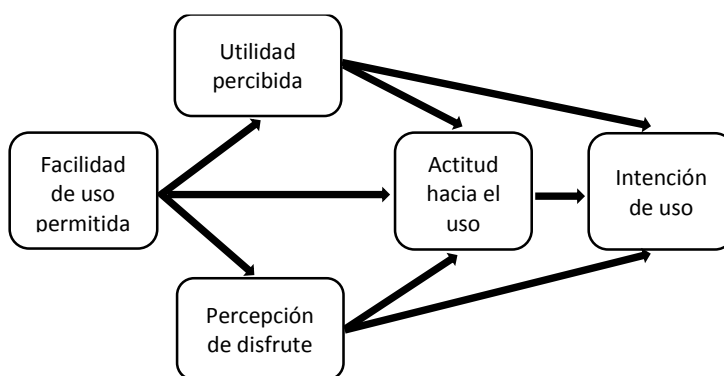 Utilidad
percibida
Facilidad
de uso
permitida
Actitud
hacia el
uso
Intención
de uso
Percepción
de disfrute